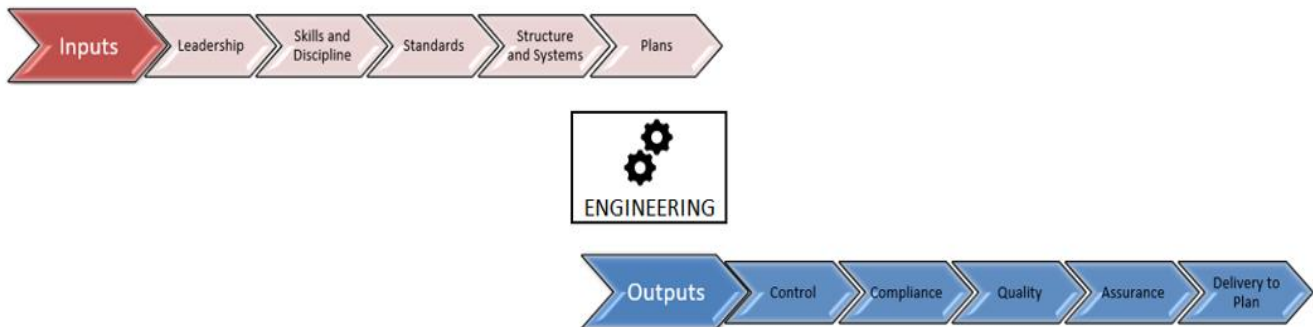 Inputs
Leadership
Skills and
Discipline
Standards
Structure
and Systems
Plans
ENGINEERING
Outputs
Control
Compliance
Quality
Assurance
Delivery to
Plan